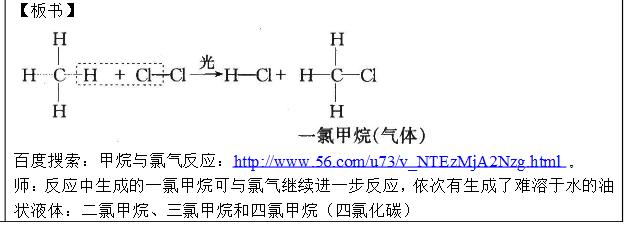 【板书】
H H
光
H—C—H + Cl—Cl → H—Cl + H—C—Cl
H H
一氯甲烷(气体)
百度搜索：甲烷与氯气反应：http://www.56.com/u73/v_NTEzMjA2Nzg.html 。
师：反应中生成的一氯甲烷可与氯气继续进一步反应，依次有生成了难溶于水的油
状液体：二氯甲烷、三氯甲烷和四氯甲烷（四氯化碳）